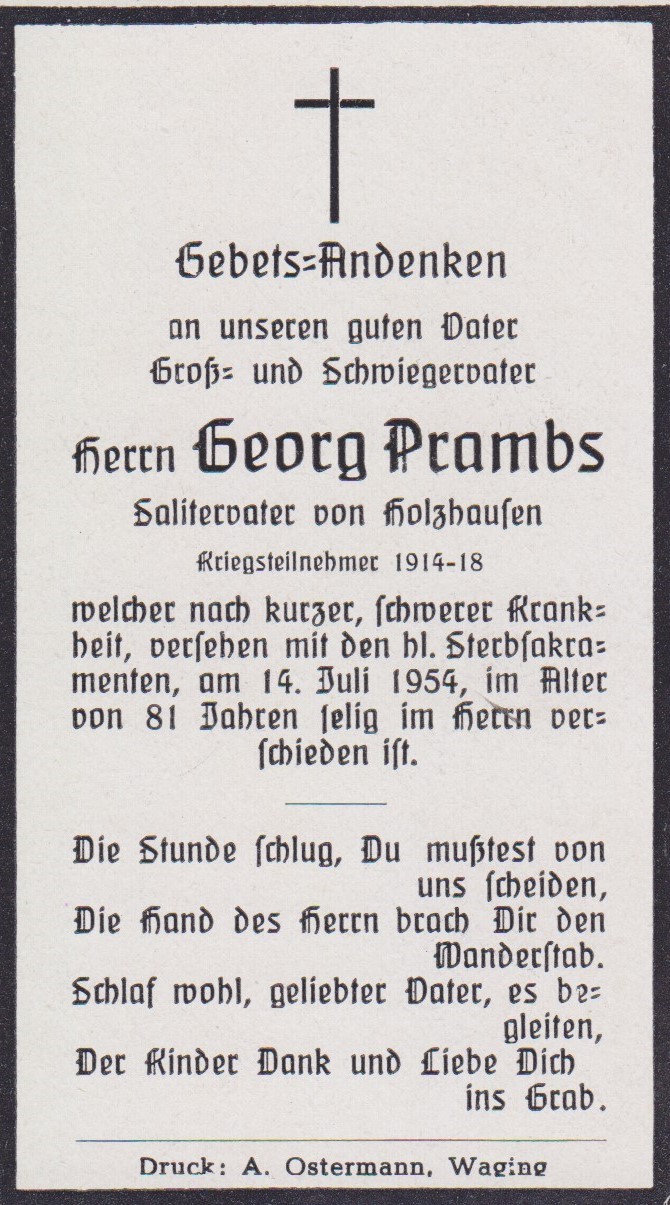 Gebets=Andenken
an unseren guten Vater
Groß= und Schwiegervater
Herrn Georg Prambs
Salitervater von Holzhausen
Kriegsteilnehmer 1914-18
welcher nach kurzer, schwerer Krank=
heit, versehen mit den hl. Sterbsakra=
menten, am 14. Juli 1954, im Alter
von 81 Jahren selig im Herrn ver=
schieden ist.
Die Stunde schlug, Du mußtest von
uns scheiden,
Die Hand des Herrn brach Dir den
Wanderstab.
Schlaf wohl, geliebter Vater, es be=
gleiten,
Der Kinder Dank und Liebe Dich
ins Grab.
Druck: A. Ostermann, Waging